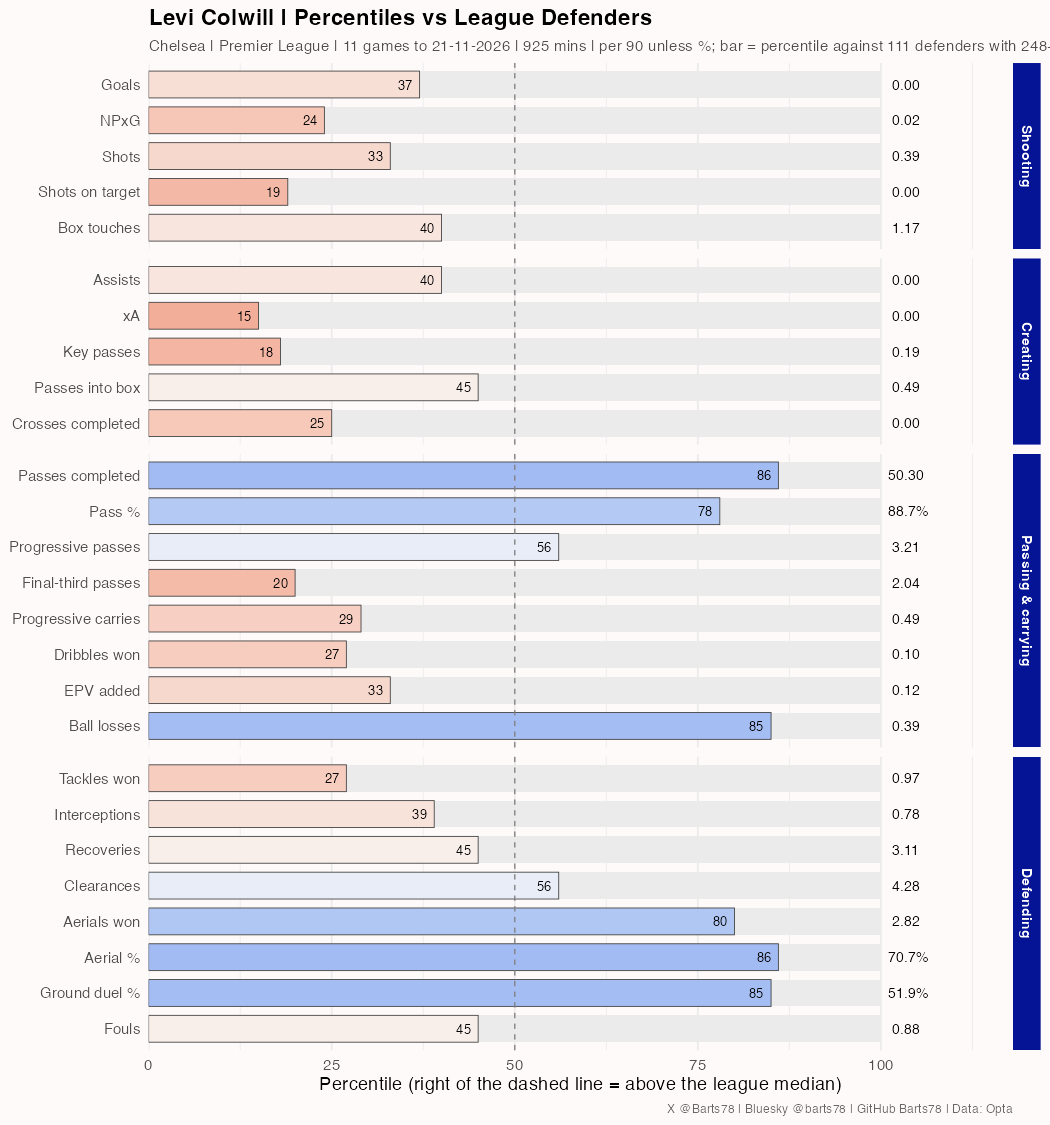 Levi Colwill | Percentiles vs League Defenders
Chelsea | Premier League | 11 games to 21-11-2026 | 925 mins | per 90 unless %; bar = percentile against 111 defenders with 248-
Goals 37 0.00
NPxG 24 0.02
Shots 33 0.39
Shots on target 19 0.00
Box touches 40 1.17
Shooting
Assists 40 0.00
xA 15 0.00
Key passes 18 0.19
Passes into box 45 0.49
Crosses completed 25 0.00
Creating
Passes completed 86 50.30
Pass % 78 88.7%
Progressive passes 56 3.21
Final-third passes 20 2.04
Progressive carries 29 0.49
Dribbles won 27 0.10
EPV added 33 0.12
Ball losses 85 0.39
Passing & carrying
Tackles won 27 0.97
Interceptions 39 0.78
Recoveries 45 3.11
Clearances 56 4.28
Aerials won 80 2.82
Aerial % 86 70.7%
Ground duel % 85 51.9%
Fouls 45 0.88
Defending
0 25 50 75 100
Percentile (right of the dashed line = above the league median)
X @Barts78 | Bluesky @barts78 | GitHub Barts78 | Data: Opta